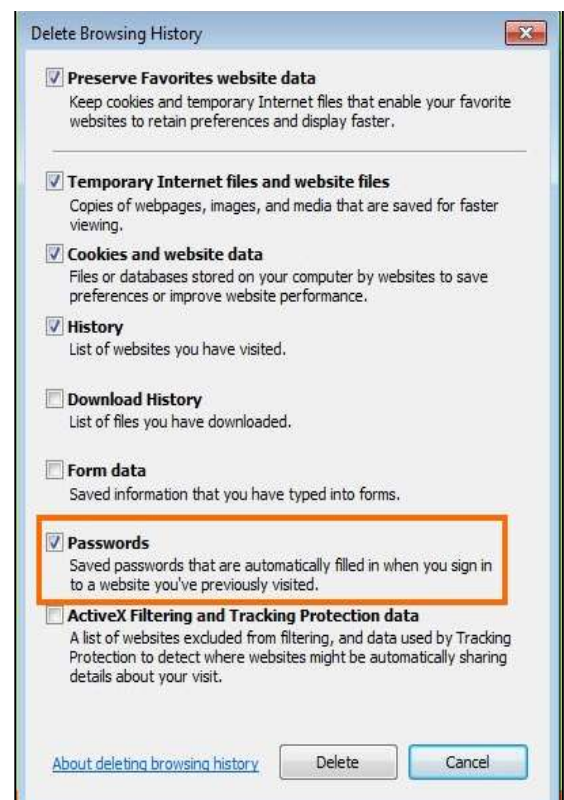 Delete Browsing History
Preserve Favorites website data
Keep cookies and temporary Internet files that enable your favorite
websites to retain preferences and display faster.
Temporary Internet files and website files
Copies of webpages, images, and media that are saved for faster
viewing.
Cookies and website data
Files or databases stored on your computer by websites to save
preferences or improve website performance.
History
List of websites you have visited.
Download History
List of files you have downloaded.
Form data
Saved information that you have typed into forms.
Passwords
Saved passwords that are automatically filled in when you sign in
to a website you've previously visited.
ActiveX Filtering and Tracking Protection data
A list of websites excluded from filtering, and data used by Tracking
Protection to detect where websites might be automatically sharing
details about your visit.
About deleting browsing history Delete Cancel